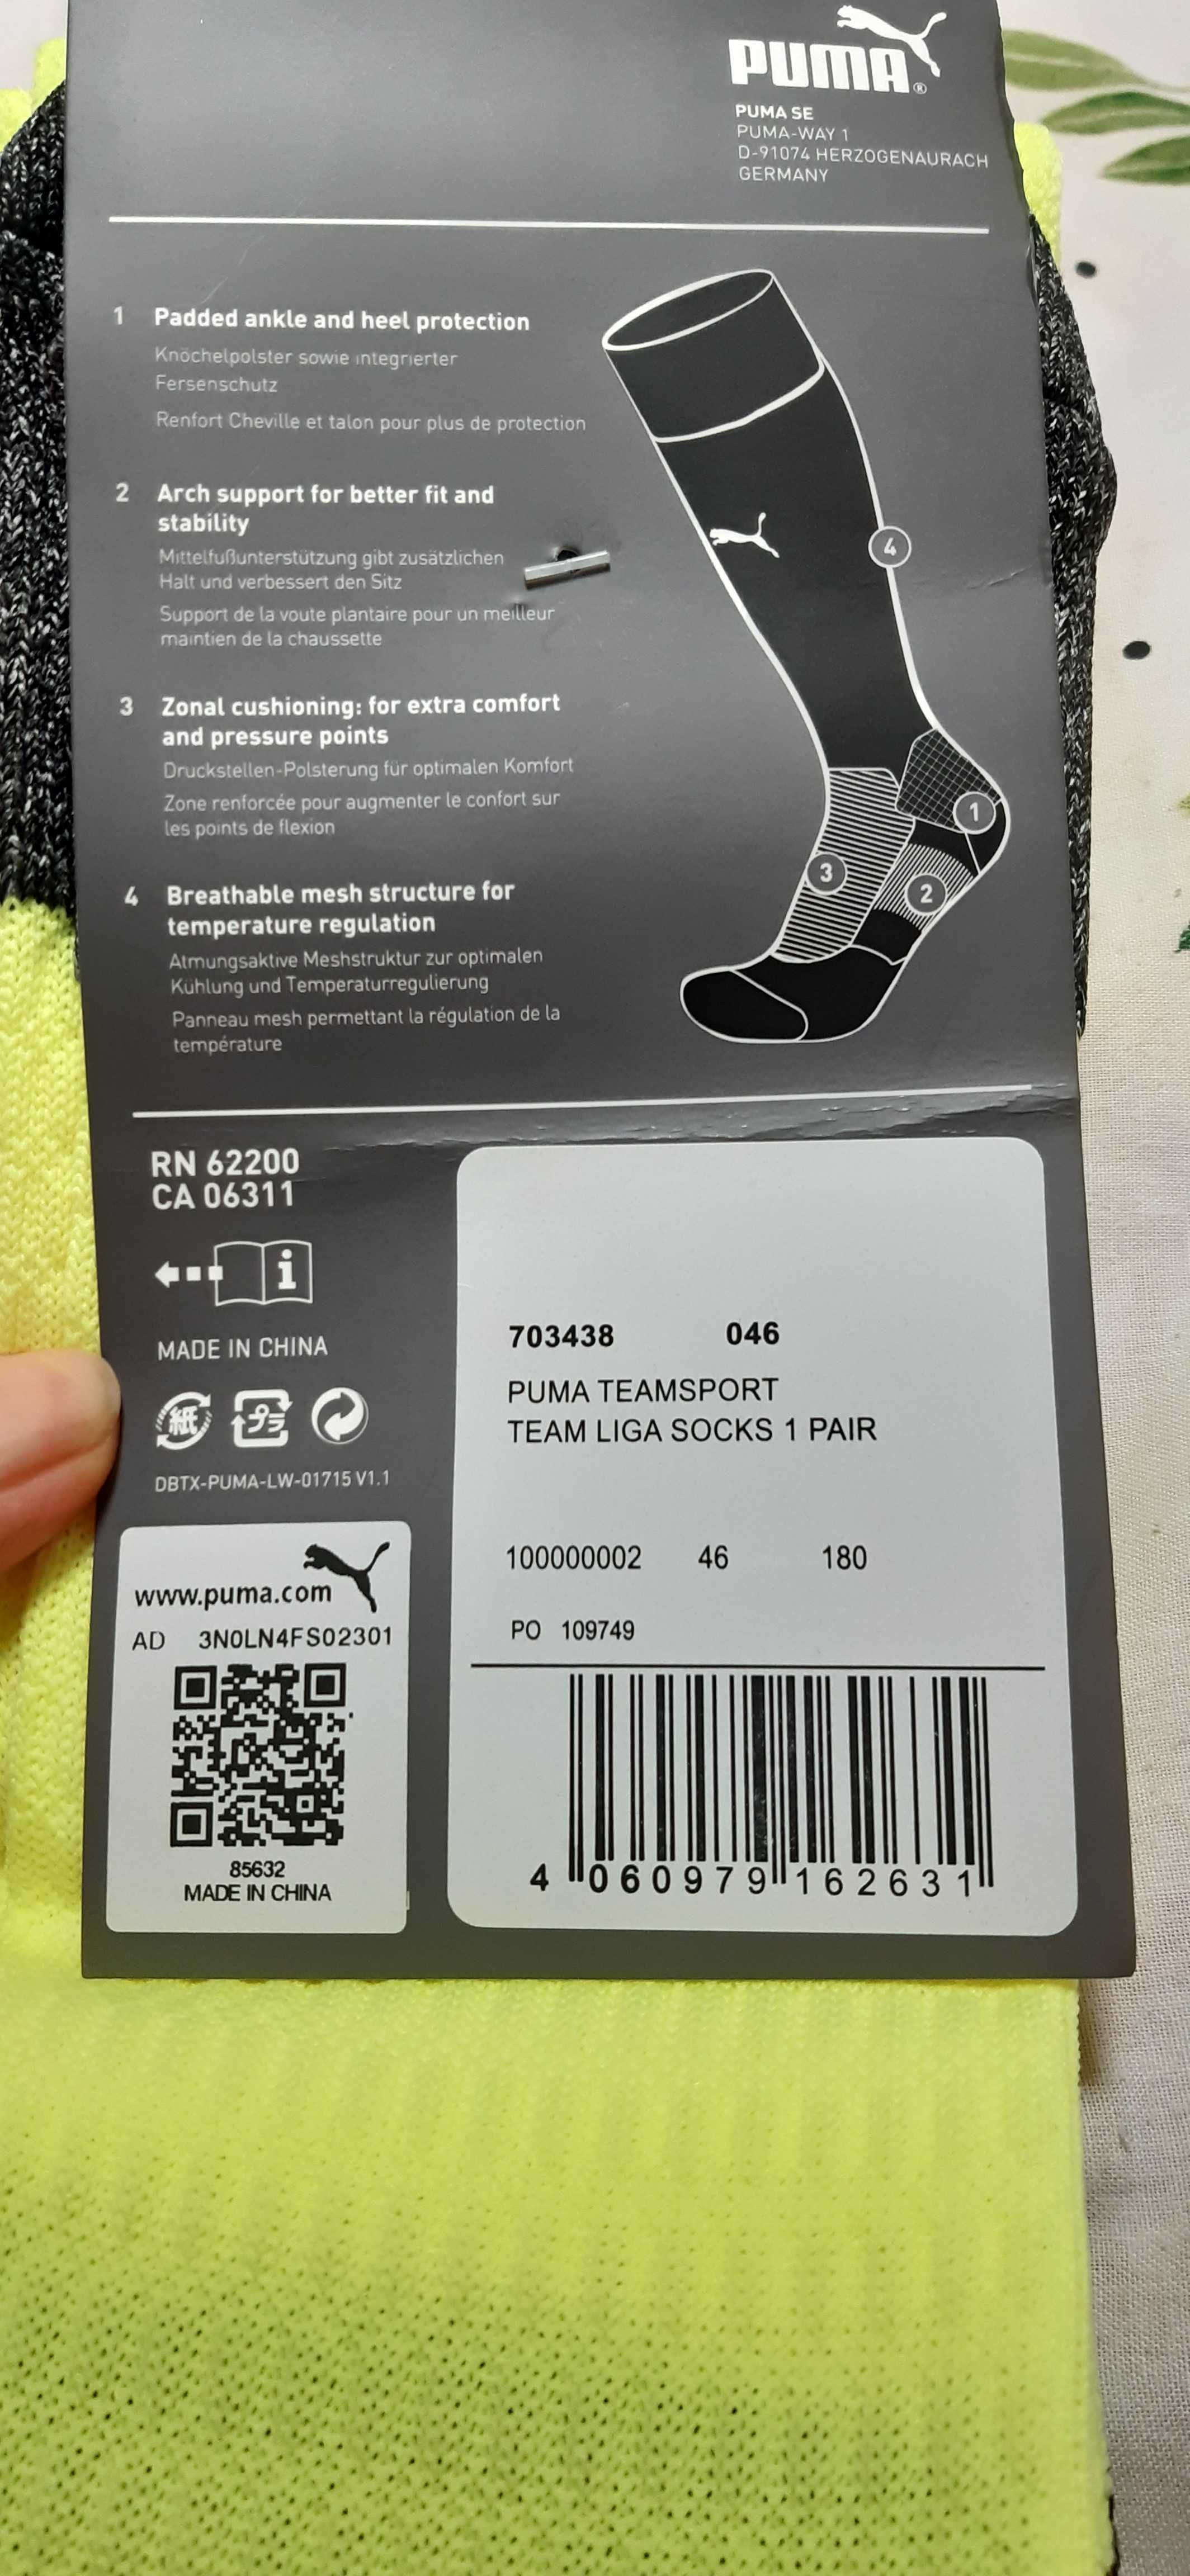 PUMA®
PUMA SE
PUMA-WAY 1
D-91074 HERZOGENAURACH
GERMANY
1 Padded ankle and heel protection
Knöchelpolster sowie integrierter
Fersenschutz
Renfort Cheville et talon pour plus de protection
2 Arch support for better fit and
stability
Mittelfußunterstützung gibt zusätzlichen
Halt und verbessert den Sitz
Support de la voute plantaire pour un meilleur
maintien de la chaussette
3 Zonal cushioning: for extra comfort
and pressure points
Druckstellen-Polsterung für optimalen Komfort
Zone renforcée pour augmenter le confort sur
les points de flexion
4 Breathable mesh structure for
temperature regulation
Atmungsaktive Meshstruktur zur optimalen
Kühlung und Temperaturregulierung
Panneau mesh permettant la régulation de la
température
4
1
3
2
RN 62200
CA 06311
i
MADE IN CHINA
紙 プラ
DBTX-PUMA-LW-01715 V1.1
www.puma.com
AD 3N0LN4FS02301
85632
MADE IN CHINA
703438 046
PUMA TEAMSPORT
TEAM LIGA SOCKS 1 PAIR
100000002 46 180
PO 109749
4 060979 162631